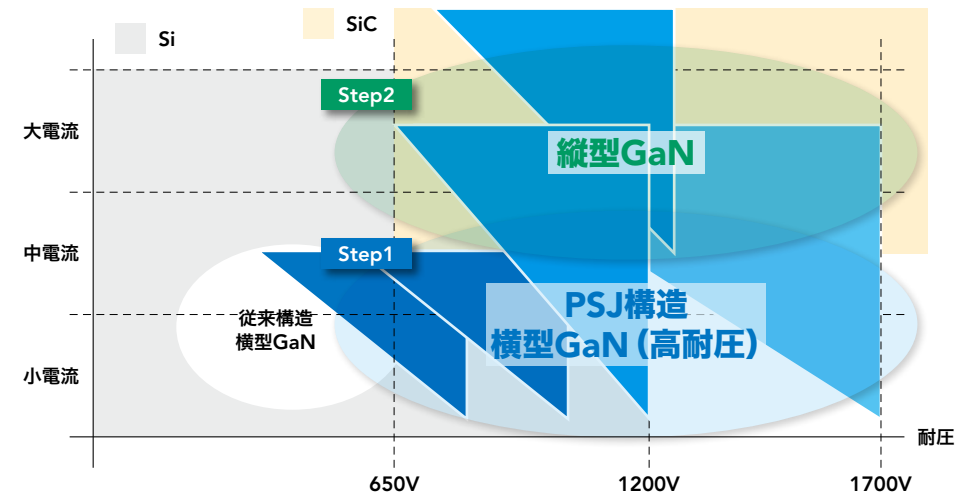 Si
SiC
Step2
大電流
縦型GaN
中電流
Step1
PSJ構造
横型GaN（高耐圧）
従来構造
横型GaN
小電流
耐圧
650V
1200V
1700V